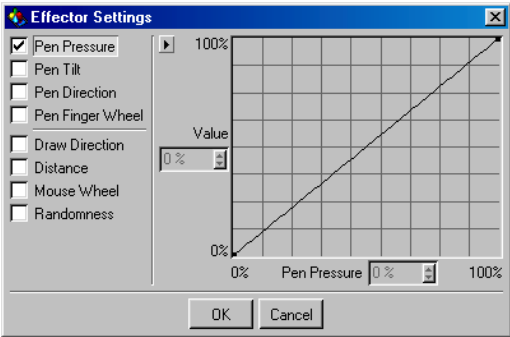 Effector Settings
Pen Pressure
Pen Tilt
Pen Direction
Pen Finger Wheel
Draw Direction
Distance
Mouse Wheel
Randomness
100%
Value
0 %
0%
0% Pen Pressure 0 % 100%
OK Cancel